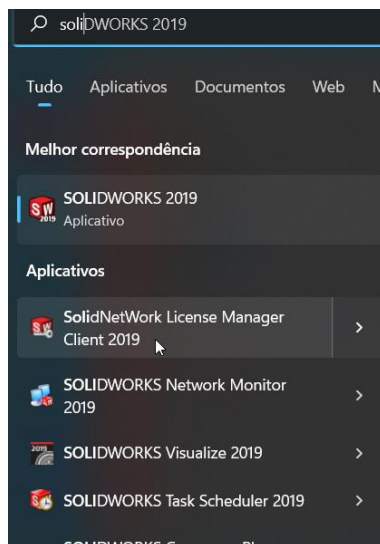 soliDWORKS 2019
Tudo Aplicativos Documentos Web
Melhor correspondência
SOLIDWORKS 2019
Aplicativo
Aplicativos
SolidNetWork License Manager
Client 2019
SOLIDWORKS Network Monitor
2019
SOLIDWORKS Visualize 2019
SOLIDWORKS Task Scheduler 2019